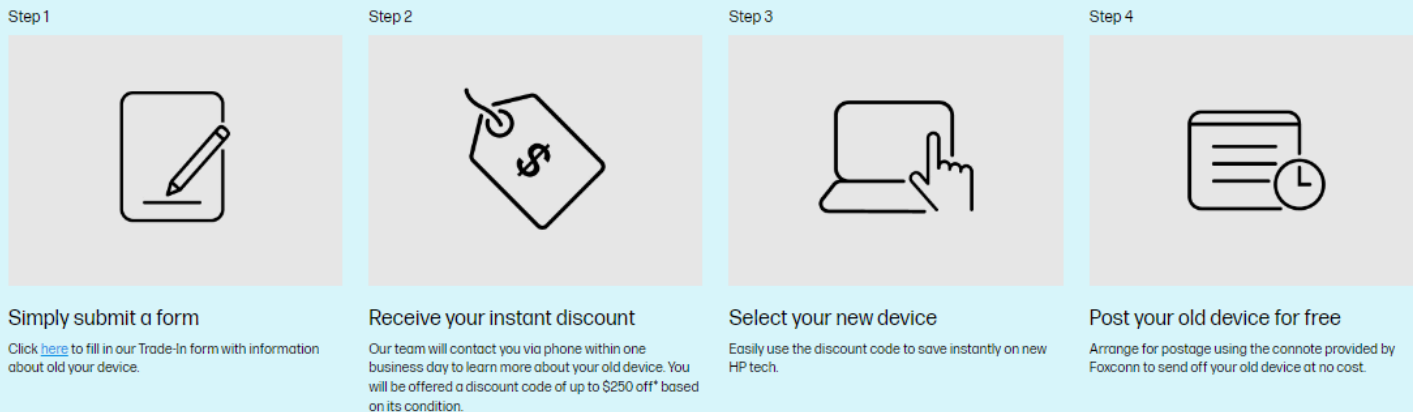 Step 1
Step 2
Step 3
Step 4
$
Simply submit a form
Click here to fill in our Trade-In form with information
about old your device.
Receive your instant discount
Our team will contact you via phone within one
business day to learn more about your old device. You
will be offered a discount code of up to $250 off* based
on its condition.
Select your new device
Easily use the discount code to save instantly on new
HP tech.
Post your old device for free
Arrange for postage using the connote provided by
Foxconn to send off your old device at no cost.